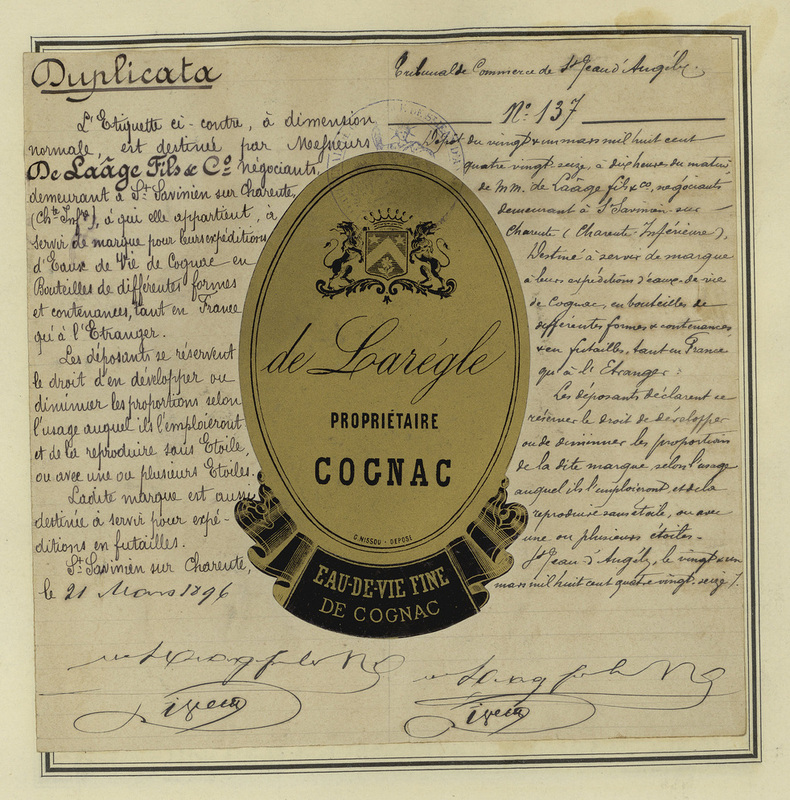 Duplicata
L'Etiquette ci-contre, à dimension
normale, est destinée par Messieurs
De Laâge Fils & Cº négociants,
demeurant à St Savinien sur Charente,
(Chte Infre), à qui elle appartient, à
servir de marque pour leurs expéditions
d'Eaux de Vie de Cognac en
Bouteilles de différentes formes
et contenances, tant en France
qu'à l'Etranger.
Les déposants se réservent
le droit d'en développer ou
diminuer les proportions selon
l'usage auquel ils l'emploieront
et de la reproduire sans Etoile,
ou avec une ou plusieurs Etoiles.
Ladite marque est aussi
destinée à servir pour expé-
ditions en futailles.
St Savinien sur Charente,
le 21 Mars 1896
de Larégle
PROPRIÉTAIRE
COGNAC
C. NISSOU - DEPOSÉ
EAU-DE-VIE FINE
DE COGNAC
Tribunal de Commerce de St Jean d'Angély.
Nº 137
Dépot du vingt & un mars mil huit cent
quatre vingt seize, à dix heures du matin
de M.M. de Laâge fils & co, négociants
demeurant à St Savinien sur
Charente (Charente-Inférieure),
Destiné à servir de marque
à leurs expéditions d'eaux-de-vie
de Cognac, en bouteilles de
différentes formes & contenances
& en futailles, tant en France
qu'à l'Etranger:
Les déposants déclarent se
réserver le droit de développer
ou de diminuer les proportions
de la dite marque selon l'usage
auquel ils l'emploieront, et de la
reproduire sans étoile, ou avec
une ou plusieurs étoiles.
St Jean-d'Angély, le vingt & un
mars mil huit cent quatre vingt seize /.